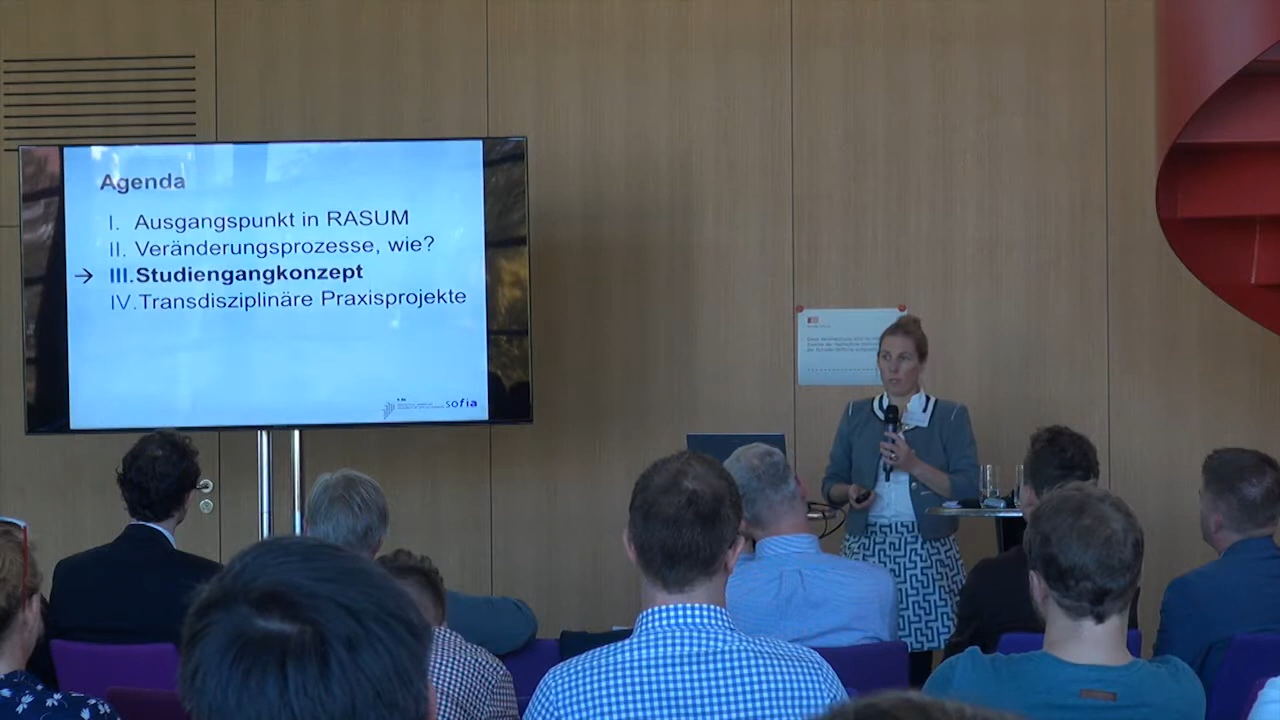 Agenda
I. Ausgangspunkt in RASUM
II. Veränderungsprozesse, wie?
→ III. Studiengangkonzept
IV. Transdisziplinäre Praxisprojekte
sofia